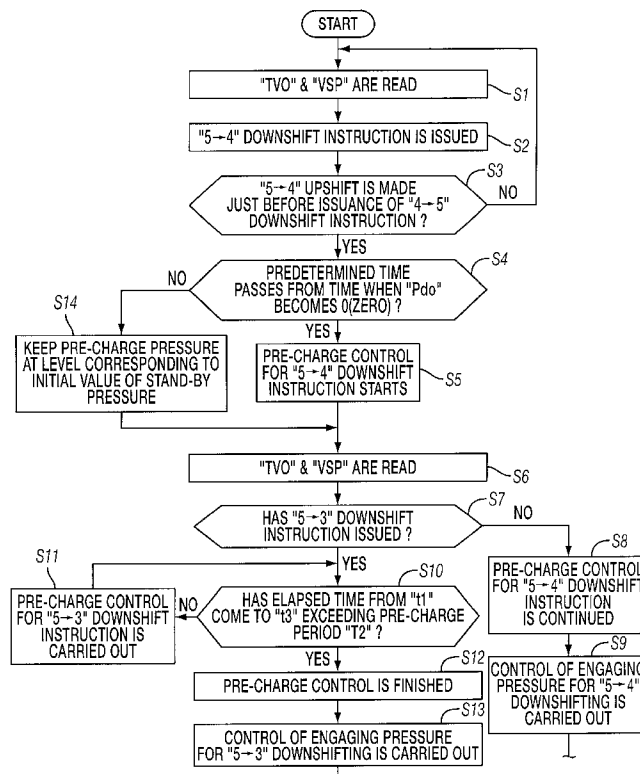 START
"TVO" & "VSP" ARE READ
S1
"5→4" DOWNSHIFT INSTRUCTION IS ISSUED
S2
S3
"5→4" UPSHIFT IS MADE
JUST BEFORE ISSUANCE OF "4→5"
DOWNSHIFT INSTRUCTION ?
NO
YES
S4
NO
PREDETERMINED TIME
PASSES FROM TIME WHEN "Pdo"
BECOMES 0(ZERO) ?
S14
YES
KEEP PRE-CHARGE PRESSURE
AT LEVEL CORRESPONDING TO
INITIAL VALUE OF STAND-BY
PRESSURE
PRE-CHARGE CONTROL
FOR "5→4" DOWNSHIFT
INSTRUCTION STARTS
S5
"TVO" & "VSP" ARE READ
S6
S7
HAS "5→3" DOWNSHIFT
INSTRUCTION ISSUED ?
NO
YES
S8
PRE-CHARGE CONTROL
FOR "5→4" DOWNSHIFT
INSTRUCTION
IS CONTINUED
S11
PRE-CHARGE CONTROL
FOR "5→3" DOWNSHIFT
INSTRUCTION IS
CARRIED OUT
NO
S10
HAS ELAPSED TIME FROM "t1"
COME TO "t3" EXCEEDING PRE-CHARGE
PERIOD "T2" ?
YES
S9
CONTROL OF ENGAGING
PRESSURE FOR "5→4"
DOWNSHIFTING IS
CARRIED OUT
S12
PRE-CHARGE CONTROL IS FINISHED
S13
CONTROL OF ENGAGING PRESSURE
FOR "5→3" DOWNSHIFTING IS CARRIED OUT